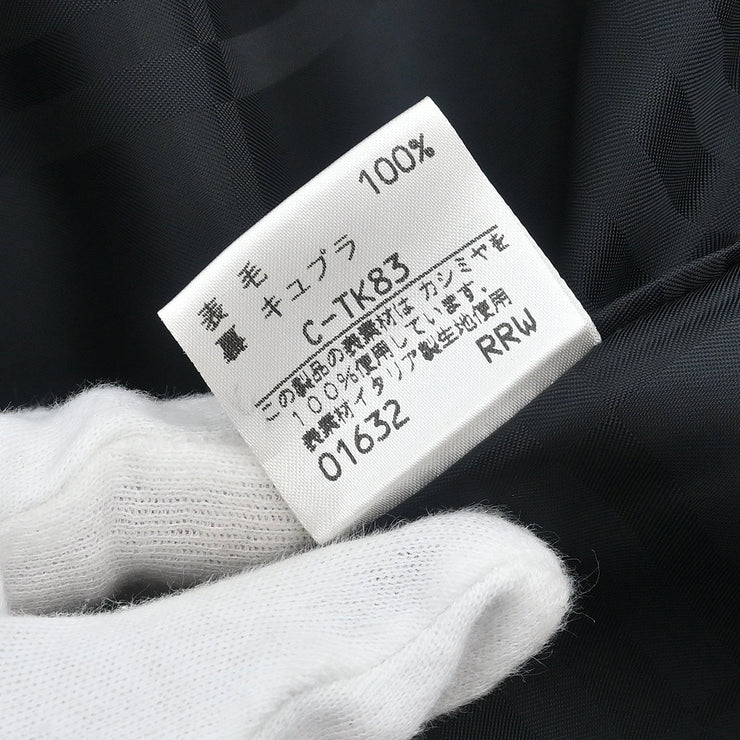 表 毛 100%
裏 キュプラ
C-TK83
この製品の表素材は カシミヤを
100%使用しています。
表素材イタリア製生地使用
01632 RRW